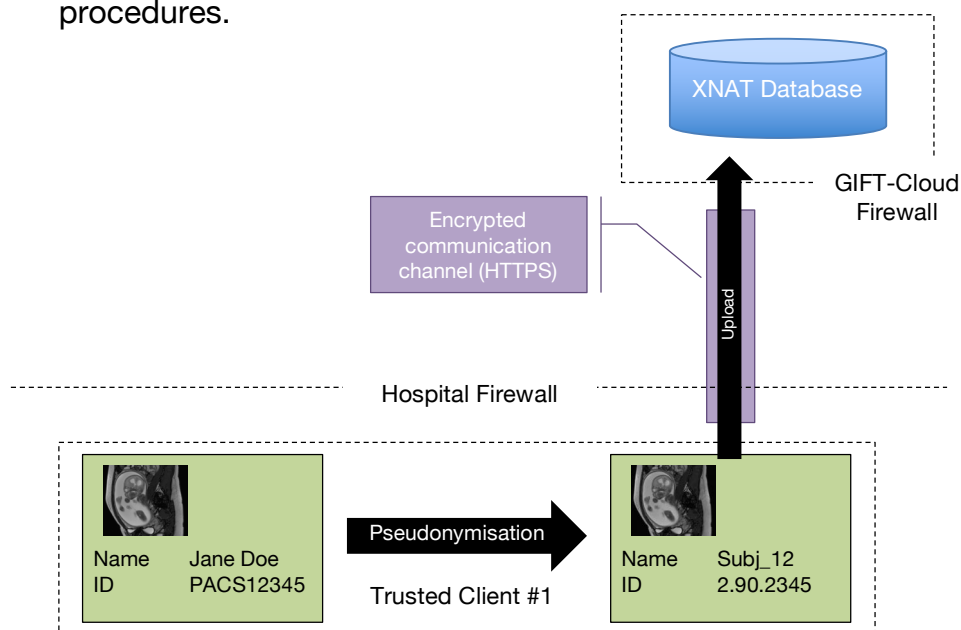 procedures.
XNAT Database
GIFT-Cloud
Firewall
Encrypted
communication
channel (HTTPS)
Upload
Hospital Firewall
Name Jane Doe
ID PACS12345
Pseudonymisation
Trusted Client #1
Name Subj_12
ID 2.90.2345